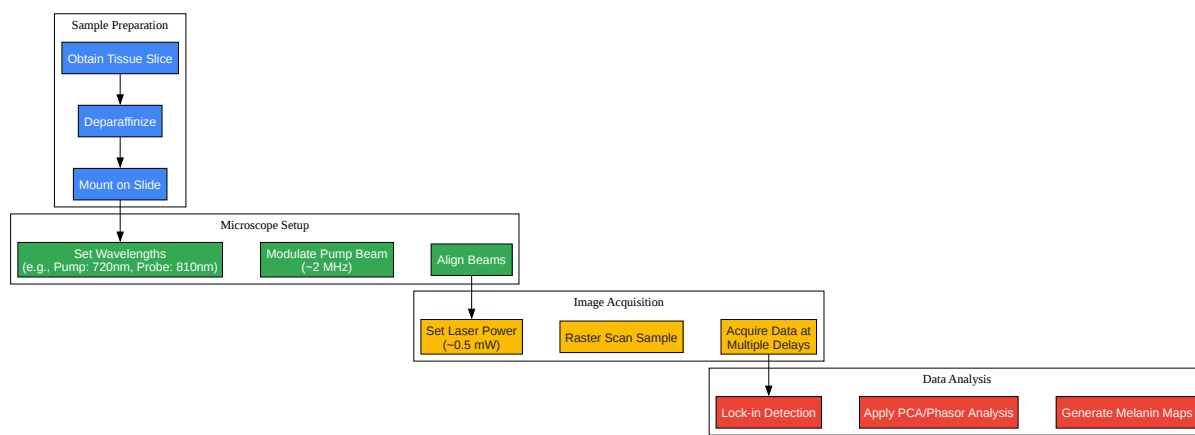 Sample Preparation
Obtain Tissue Slice
Deparaffinize
Mount on Slide
Microscope Setup
Set Wavelengths
(e.g., Pump: 720nm, Probe: 810nm)
Modulate Pump Beam
(~2 MHz)
Align Beams
Image Acquisition
Set Laser Power
(~0.5 mW)
Raster Scan Sample
Acquire Data at
Multiple Delays
Data Analysis
Lock-in Detection
Apply PCA/Phasor Analysis
Generate Melanin Maps